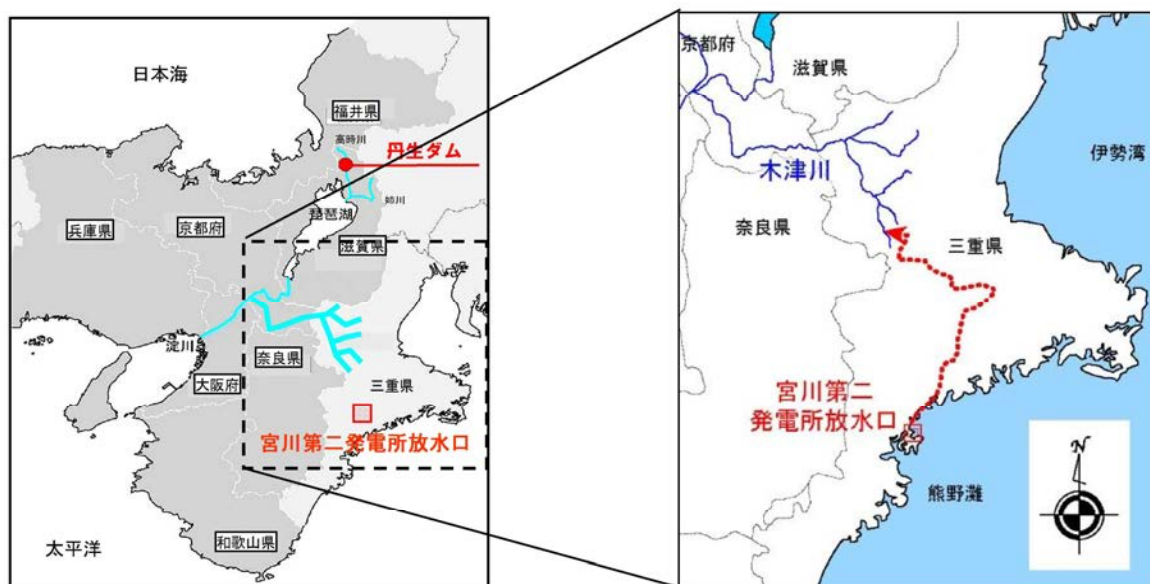 日本海
福井県
高時川
丹生ダム
姉川
琵琶湖
兵庫県
京都府
滋賀県
淀川
奈良県
大阪府
三重県
宮川第二発電所放水口
和歌山県
太平洋
京都府
滋賀県
伊勢湾
木津川
奈良県
三重県
宮川第二
発電所放水口
熊野灘
N